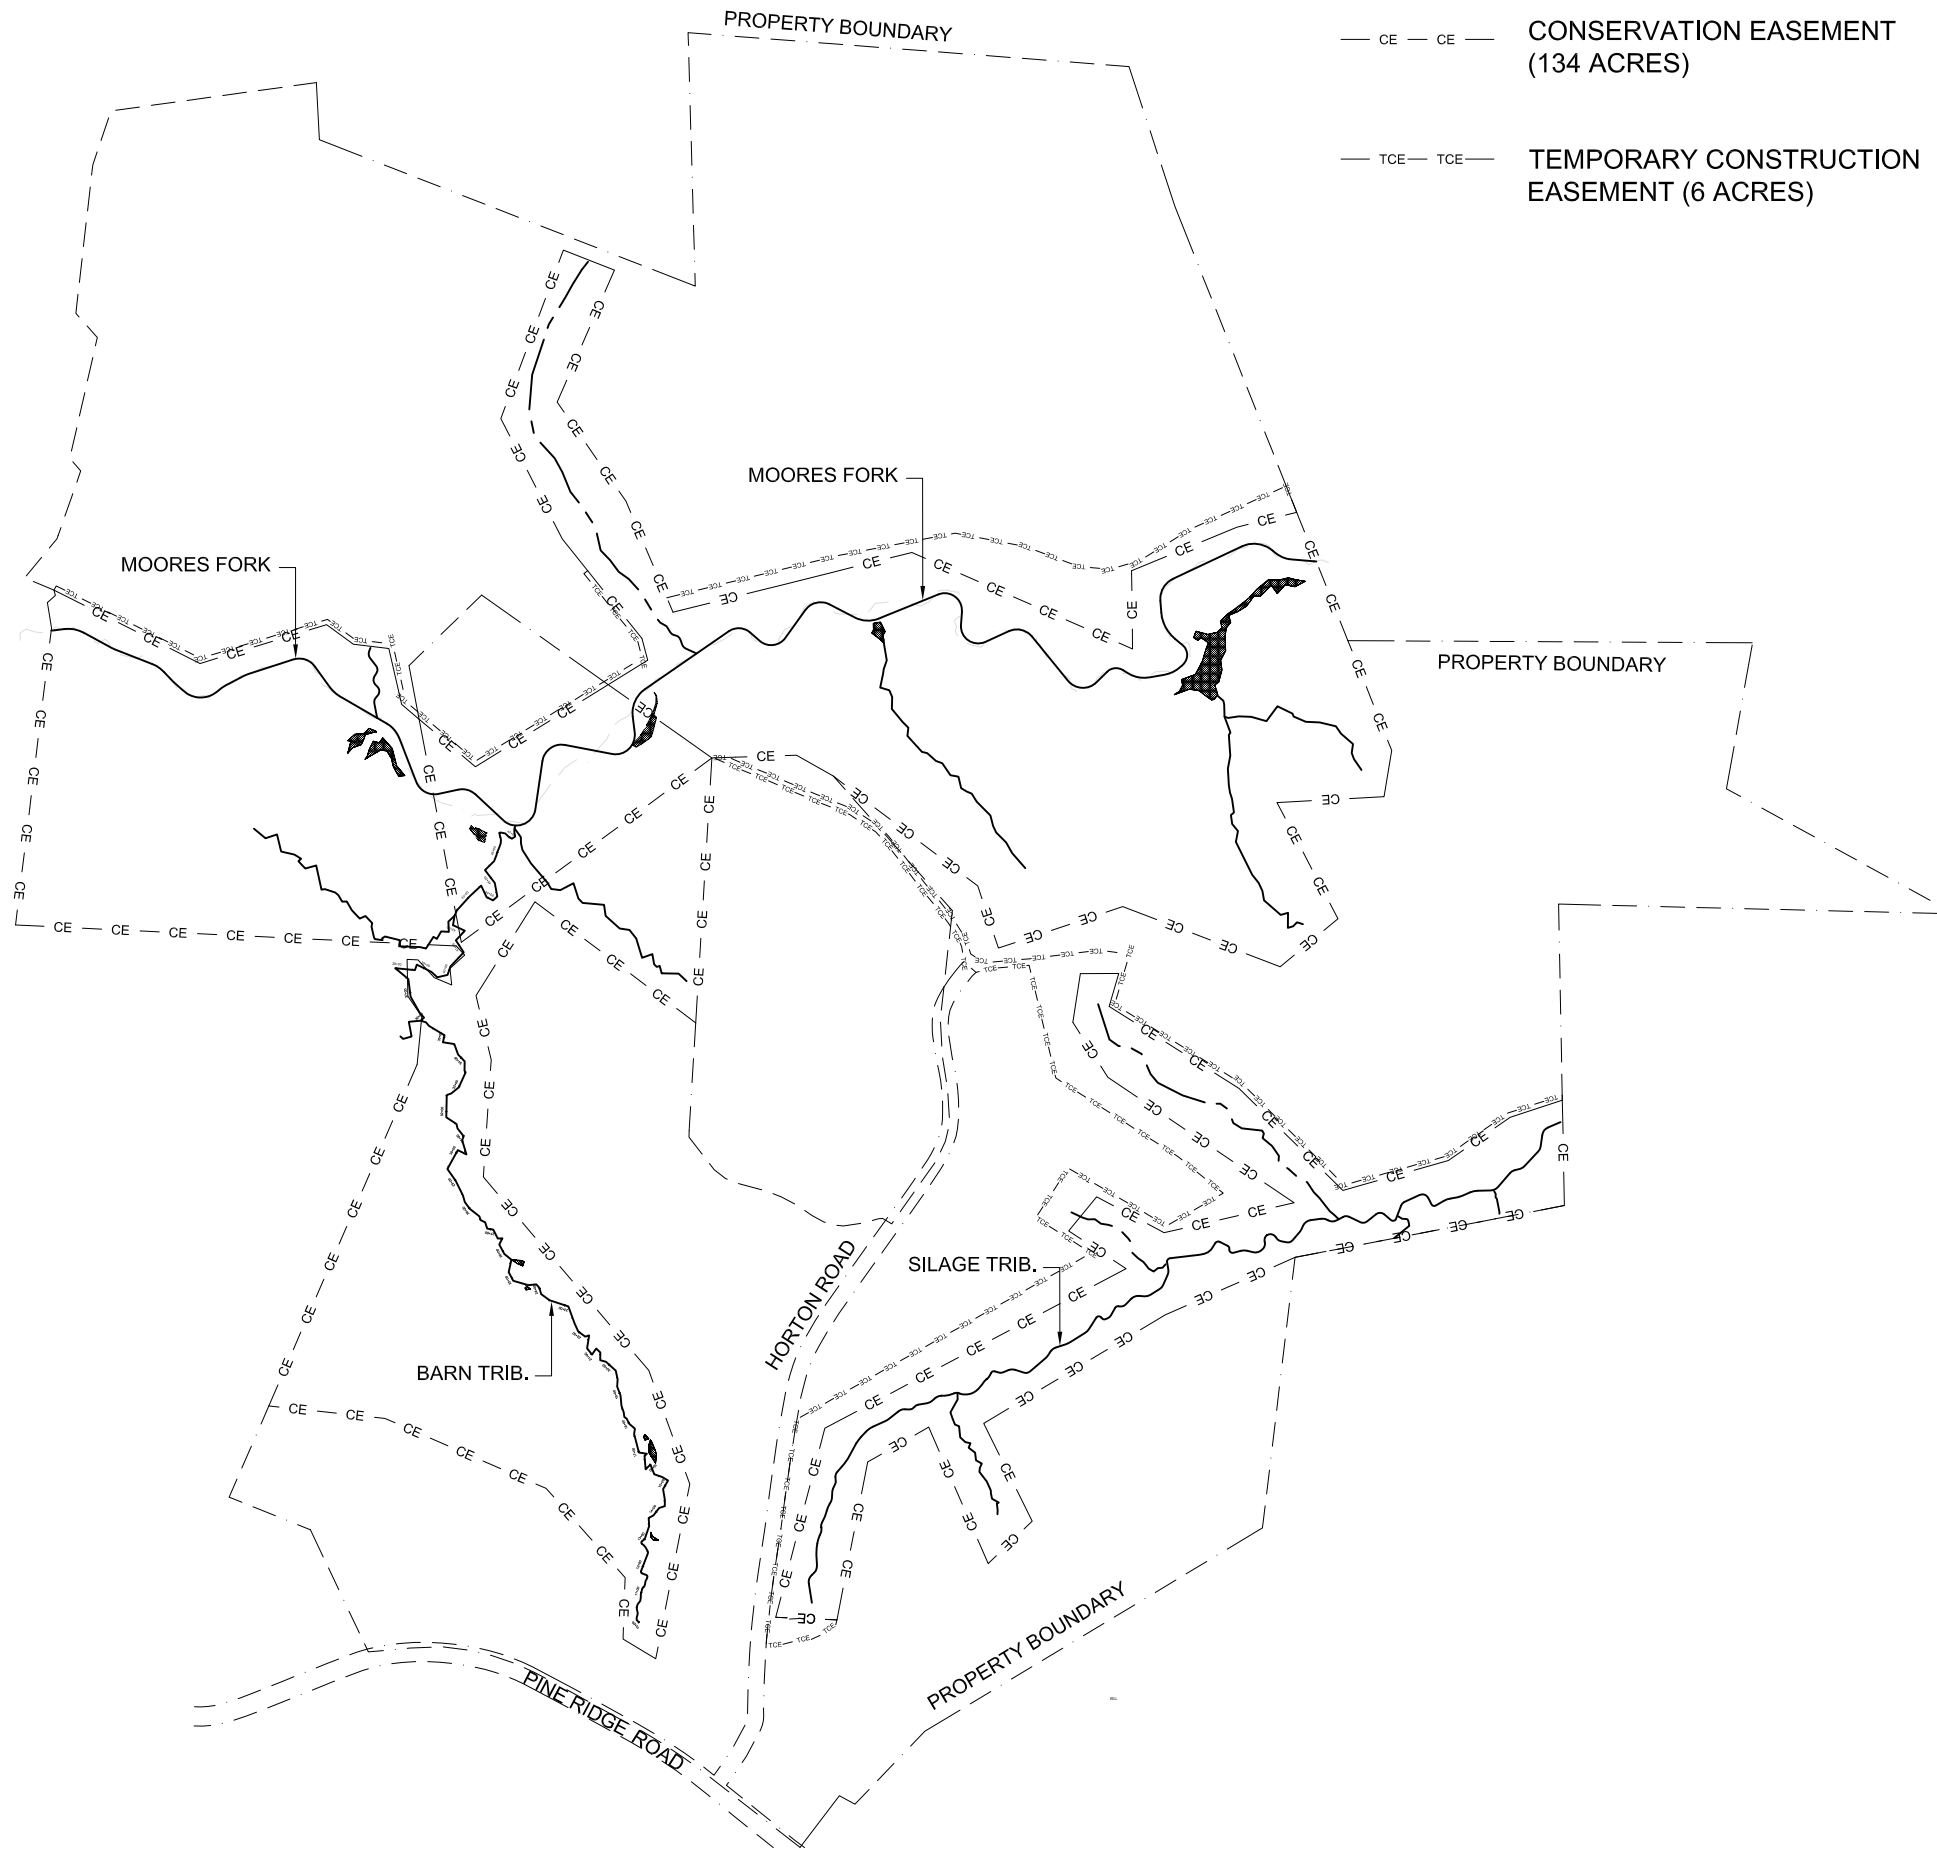 PROPERTY BOUNDARY
CE CE
CONSERVATION EASEMENT
(134 ACRES)
TCE TCE
TEMPORARY CONSTRUCTION
EASEMENT (6 ACRES)
MOORES FORK
MOORES FORK
PROPERTY BOUNDARY
SILAGE TRIB.
HORTON ROAD
BARN TRIB.
PROPERTY BOUNDARY
PINE RIDGE ROAD